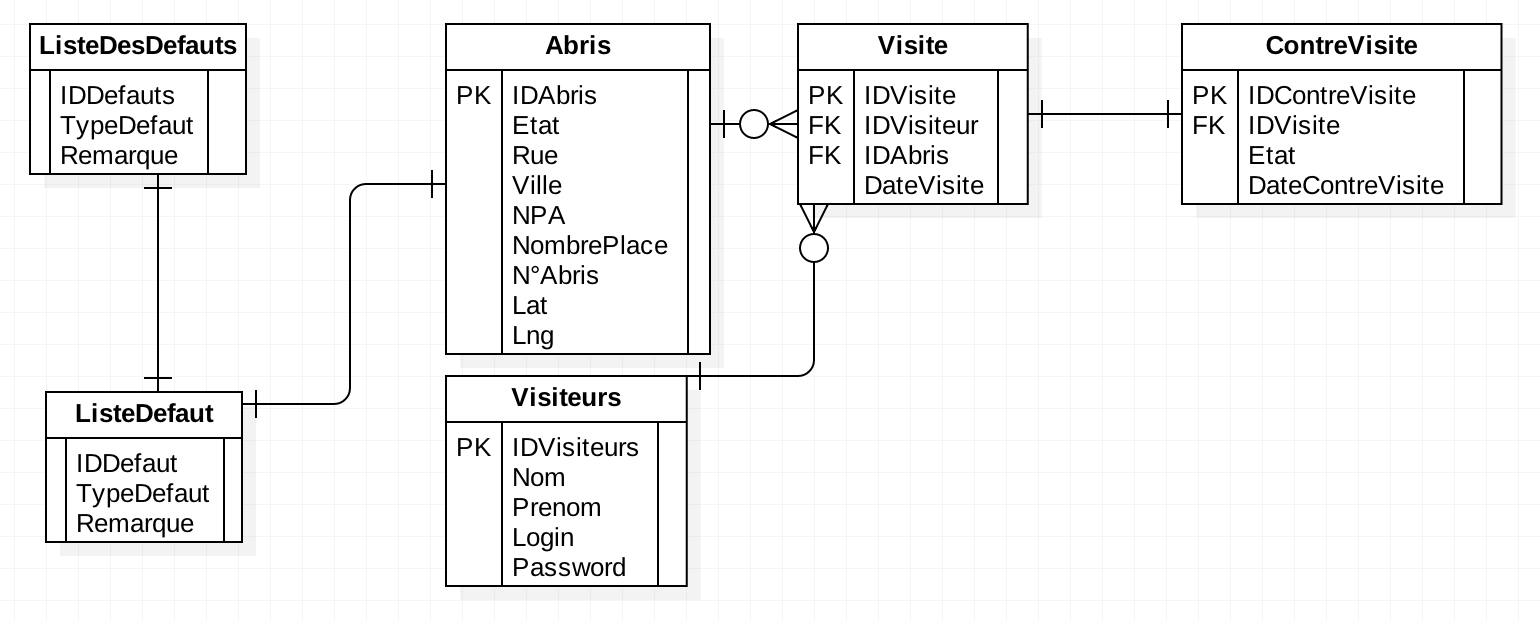 ListeDesDefauts
IDDefauts
TypeDefaut
Remarque
Abris
PK IDAbris
Etat
Rue
Ville
NPA
NombrePlace
N°Abris
Lat
Lng
Visite
PK IDVisite
FK IDVisiteur
FK IDAbris
DateVisite
ContreVisite
PK IDContreVisite
FK IDVisite
Etat
DateContreVisite
ListeDefaut
IDDefaut
TypeDefaut
Remarque
Visiteurs
PK IDVisiteurs
Nom
Prenom
Login
Password